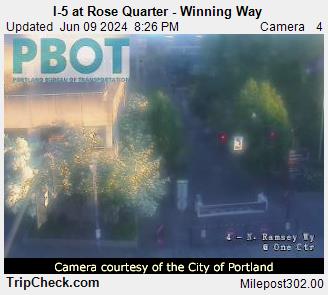 I-5 at Rose Quarter - Winning Way
Updated Jun 09 2024 8:26 PM Camera 4
PBOT
PORTLAND BUREAU OF TRANSPORTATION
4 - N. Ramsey Wy
@ One Ctr
Camera courtesy of the City of Portland
TripCheck.com Milepost302.00